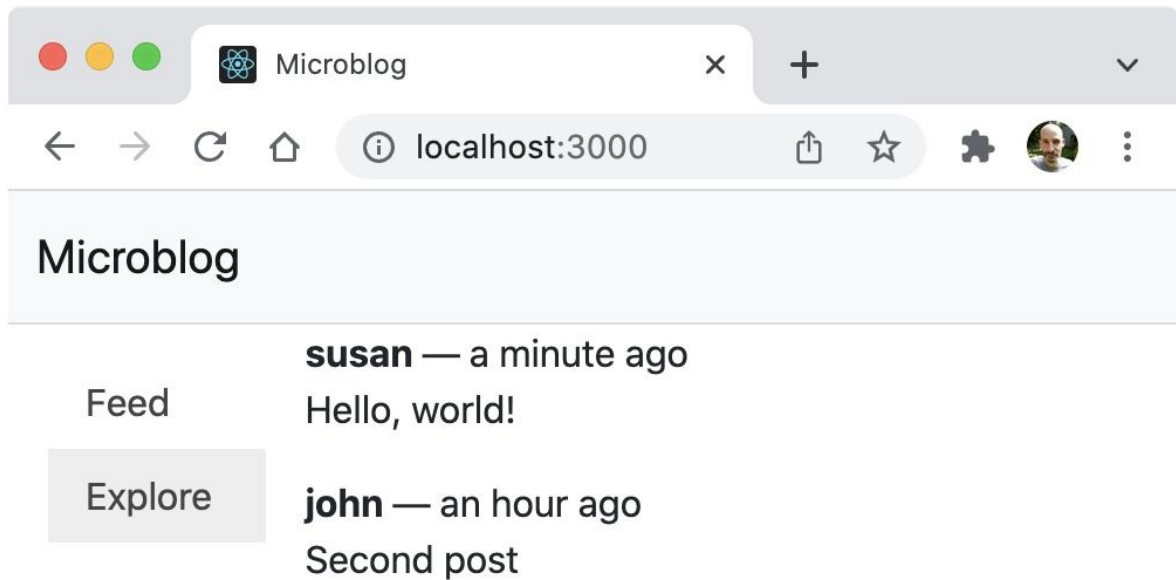 Microblog
localhost:3000
Microblog
Feed
Explore
susan — a minute ago
Hello, world!
john — an hour ago
Second post